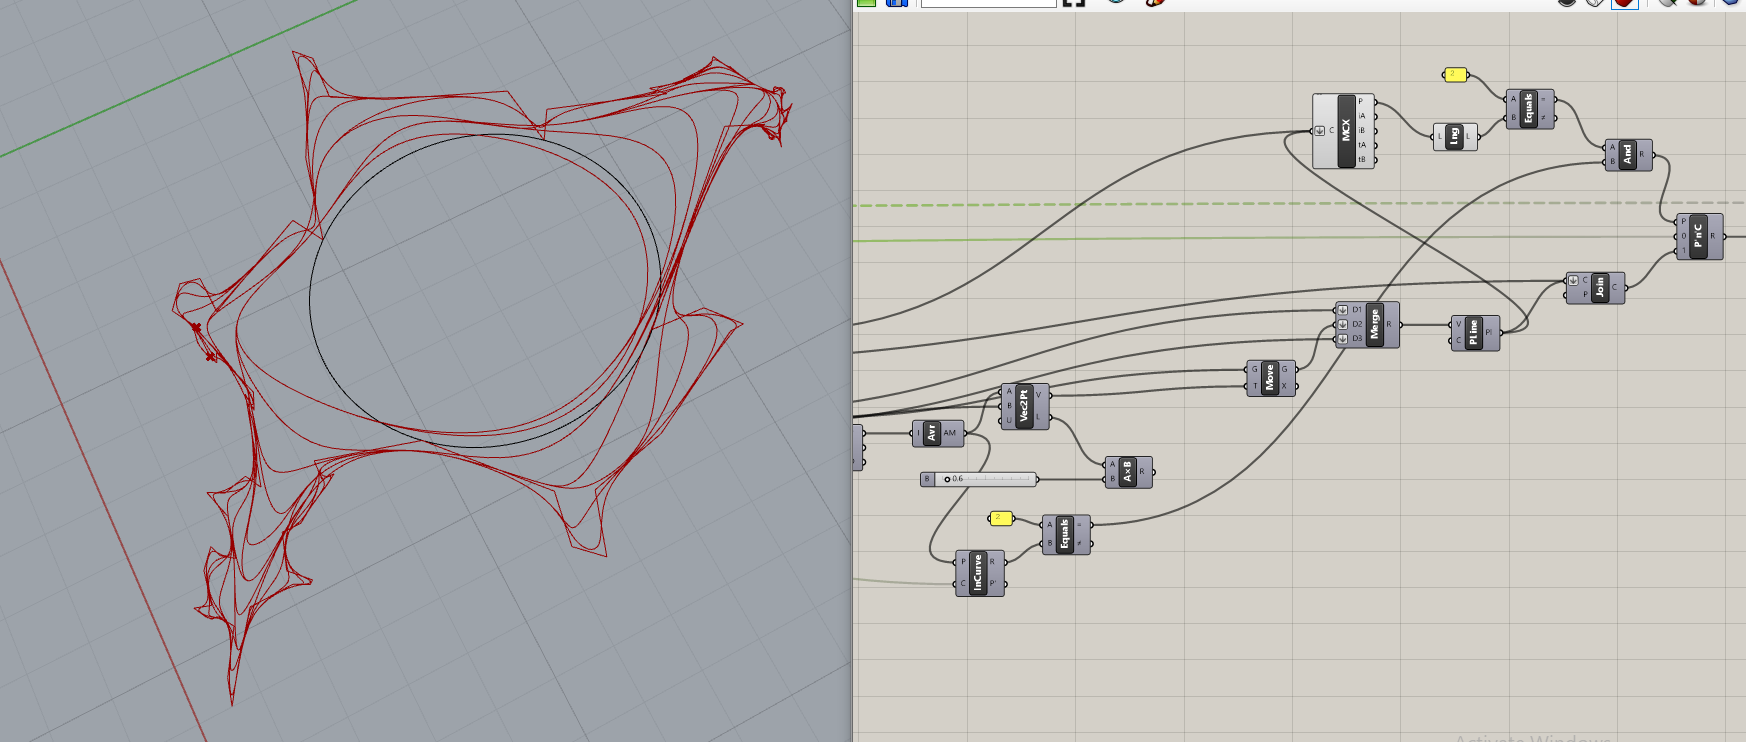 2
A
B
Equals
=
≠
C
MCX
P
iA
iB
tA
tB
L
Lng
L
A
B
And
R
P
0
1
P'n'C
R
C
P
Join
C
D1
D2
D3
Merge
R
V
C
PLine
Pl
G
T
Move
G
X
A
B
U
Vec2Pt
V
L
I
Avr
AM
A
B
A×B
R
B
0.6
2
A
B
Equals
=
≠
P
C
InCurve
R
P'
Activate Windows